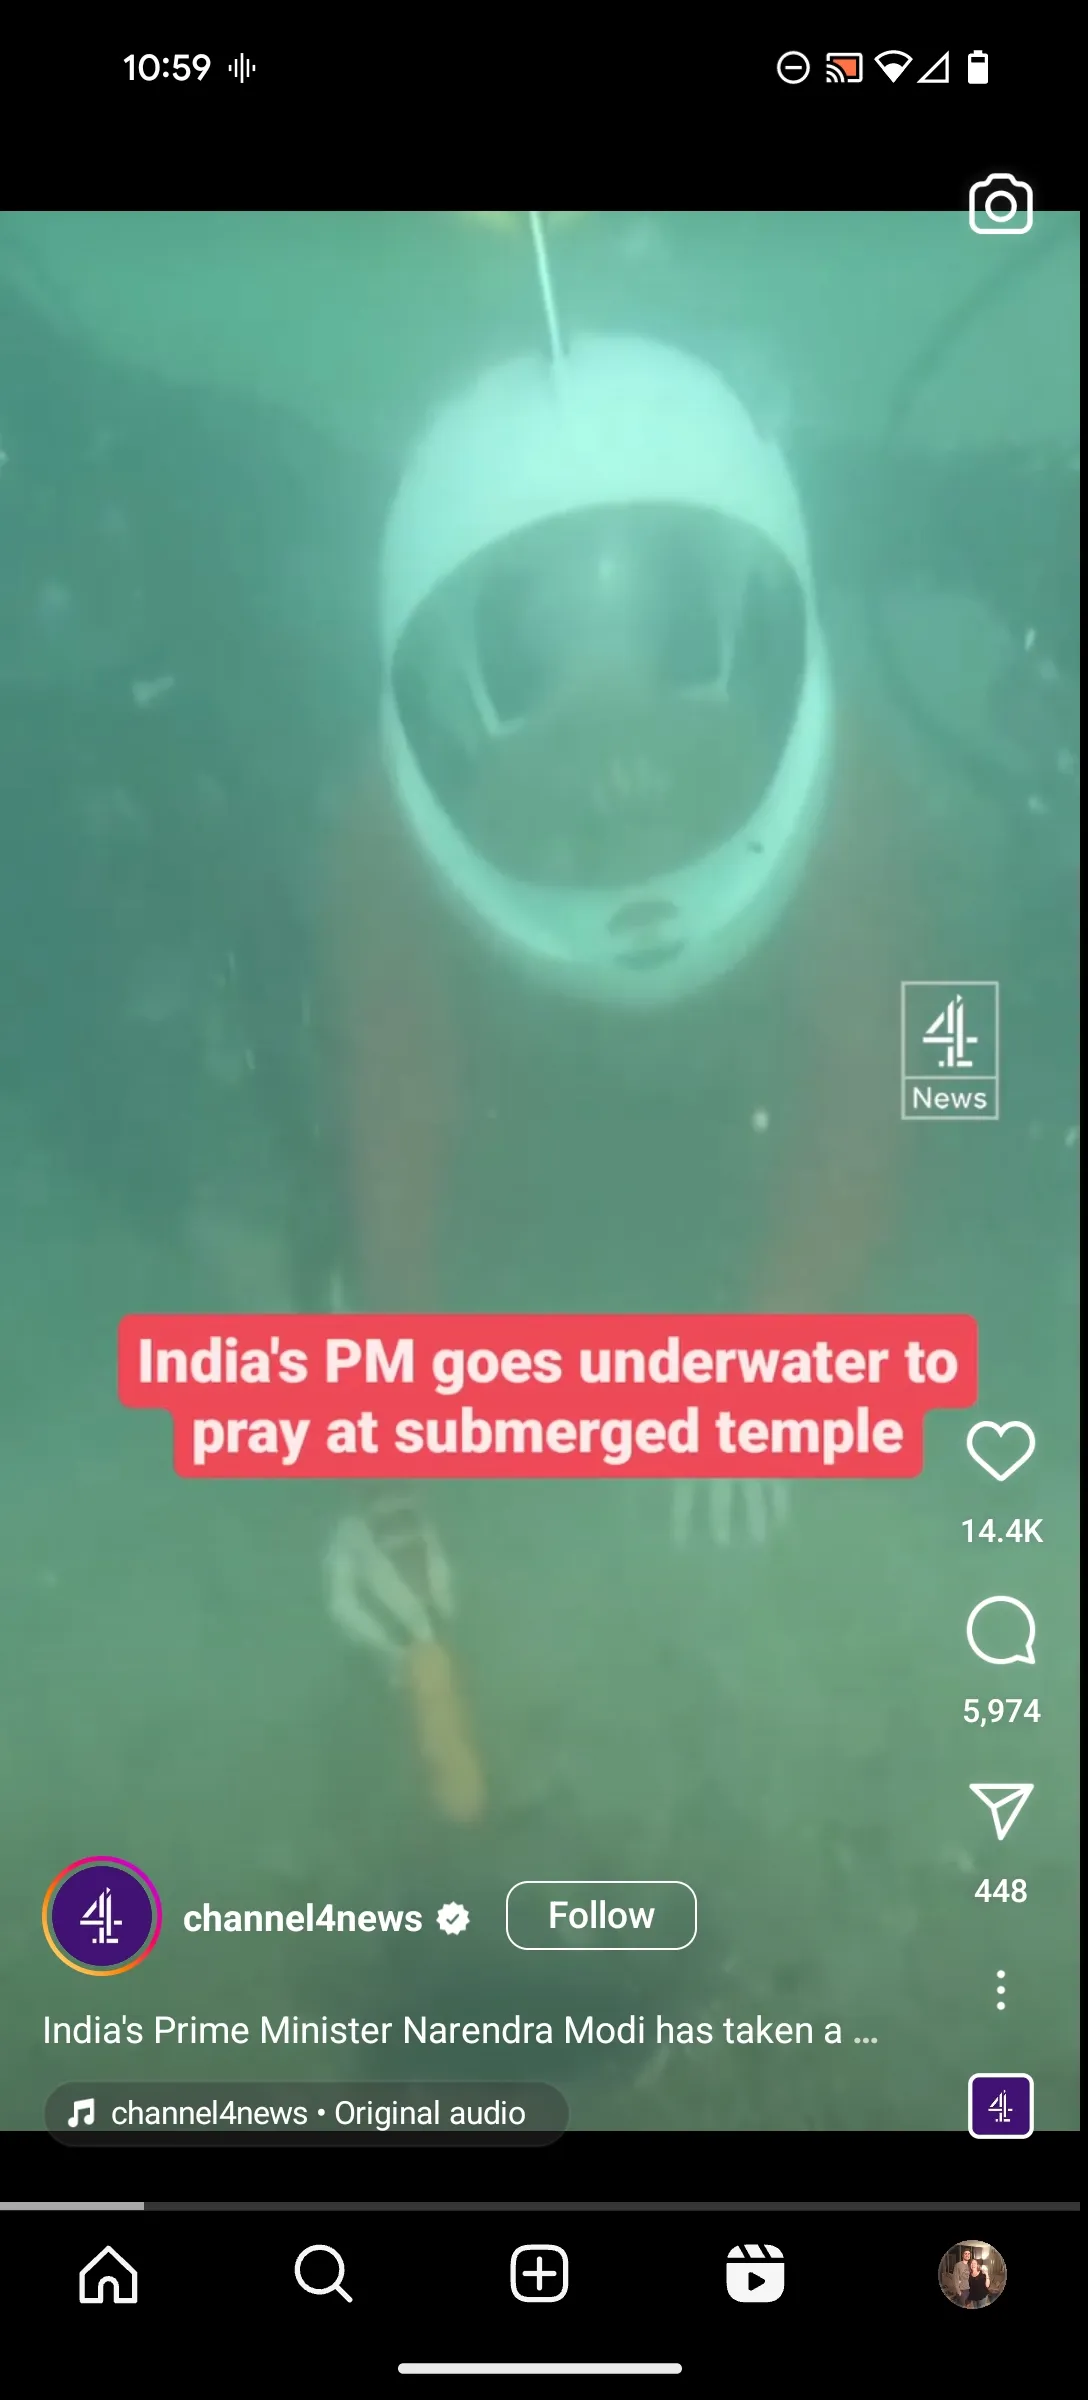 10:59
4
News
India's PM goes underwater to
pray at submerged temple
14.4K
5,974
448
channel4news
Follow
India's Prime Minister Narendra Modi has taken a ...
channel4news • Original audio